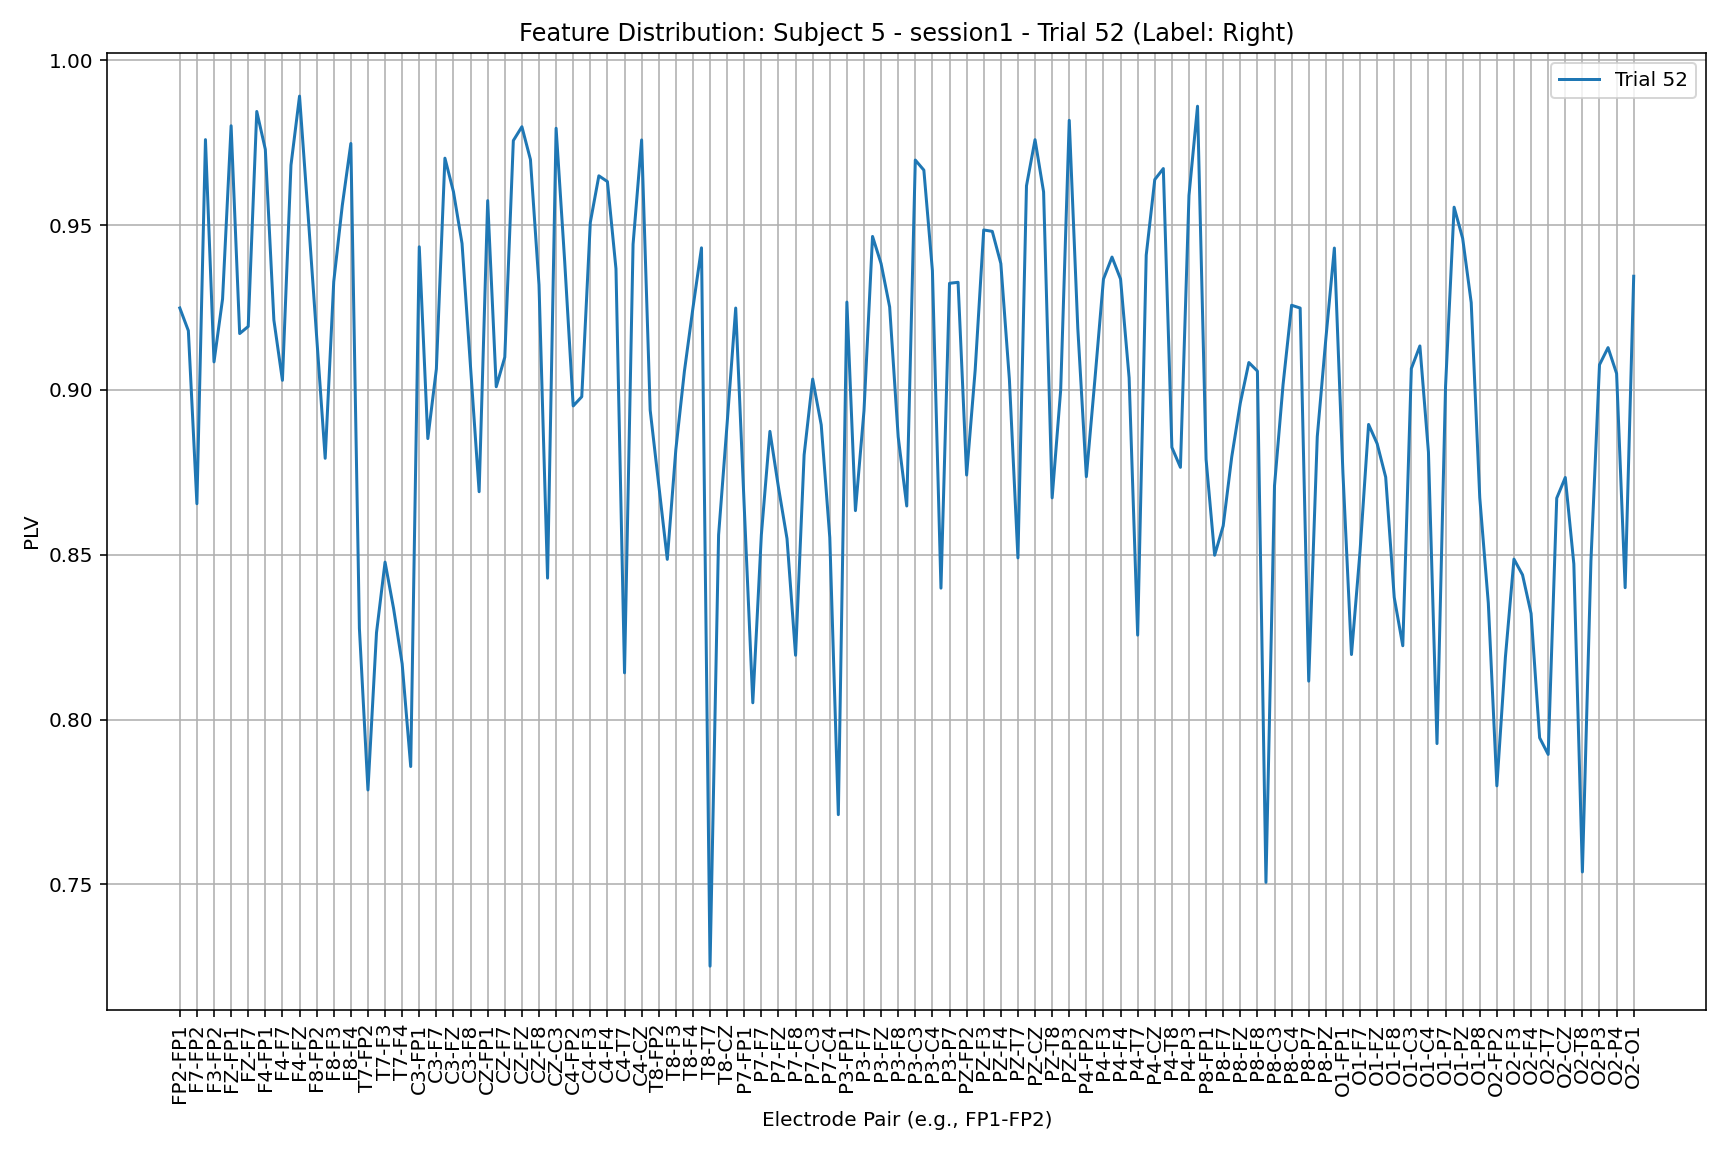 Feature Distribution: Subject 5 - session1 - Trial 52 (Label: Right)
Trial 52
1.00
0.95
0.90
0.85
0.80
0.75
PLV
FP2-FP1
F7-FP2
F3-FP2
FZ-FP1
FZ-F7
F4-FP1
F4-F7
F4-FZ
F8-FP2
F8-F3
F8-F4
T7-FP2
T7-F3
T7-F4
C3-FP1
C3-F7
C3-FZ
C3-F8
CZ-FP1
CZ-F7
CZ-FZ
CZ-F8
CZ-C3
C4-FP2
C4-F3
C4-F4
C4-T7
C4-CZ
T8-FP2
T8-F3
T8-F4
T8-T7
T8-CZ
P7-FP1
P7-F7
P7-FZ
P7-F8
P7-C3
P7-C4
P3-FP1
P3-F7
P3-FZ
P3-F8
P3-C3
P3-C4
P3-P7
PZ-FP2
PZ-F3
PZ-F4
PZ-T7
PZ-CZ
PZ-T8
PZ-P3
P4-FP2
P4-F3
P4-F4
P4-T7
P4-CZ
P4-T8
P4-P3
P8-FP1
P8-F7
P8-FZ
P8-F8
P8-C3
P8-C4
P8-P7
P8-PZ
O1-FP1
O1-F7
O1-FZ
O1-F8
O1-C3
O1-C4
O1-P7
O1-PZ
O1-P8
O2-FP2
O2-F3
O2-F4
O2-T7
O2-CZ
O2-T8
O2-P3
O2-P4
O2-O1
Electrode Pair (e.g., FP1-FP2)